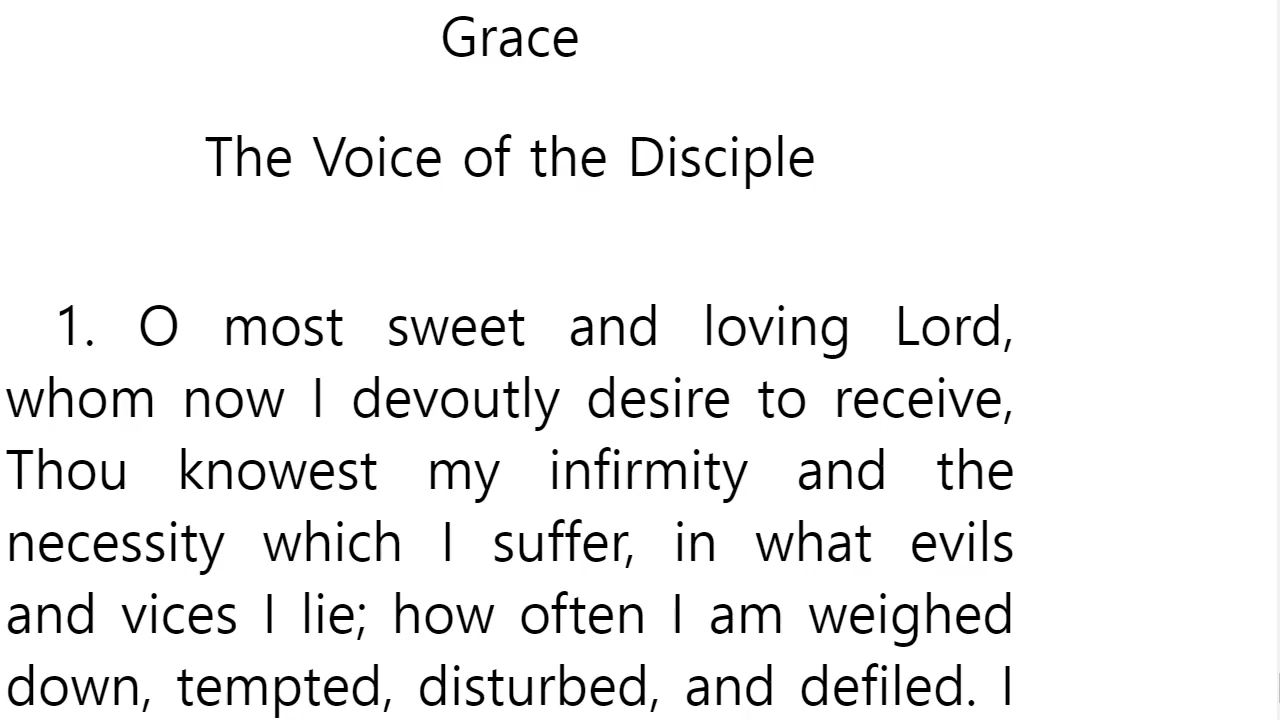 Grace
The Voice of the Disciple
1. O most sweet and loving Lord,
whom now I devoutly desire to receive,
Thou knowest my infirmity and the
necessity which I suffer, in what evils
and vices I lie; how often I am weighed
down, tempted, disturbed, and defiled. I